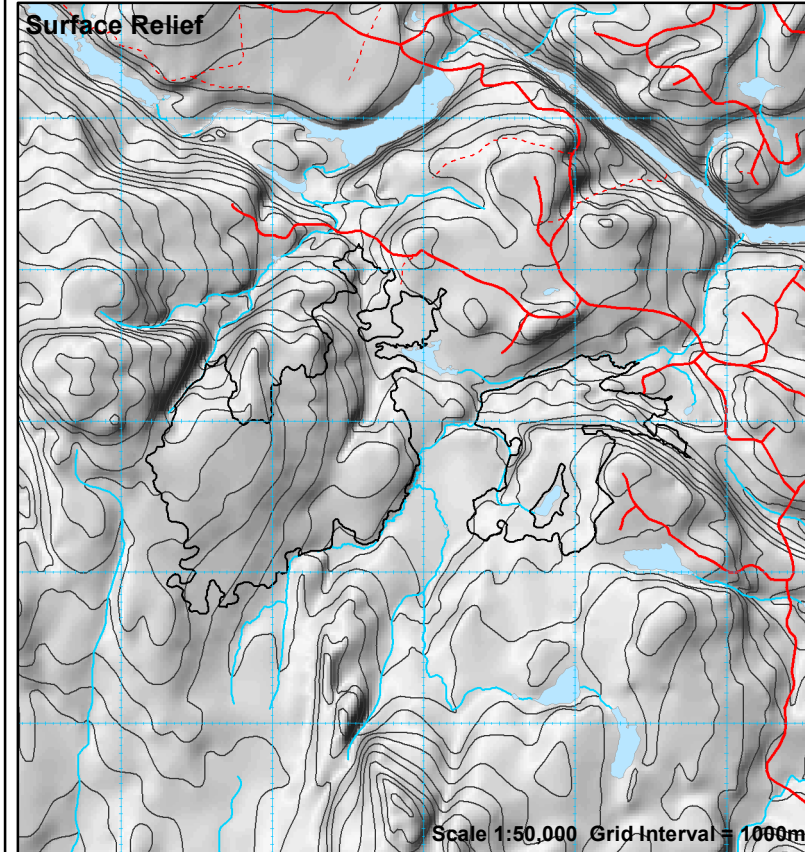 Surface Relief
Scale 1:50,000 Grid Interval = 1000m